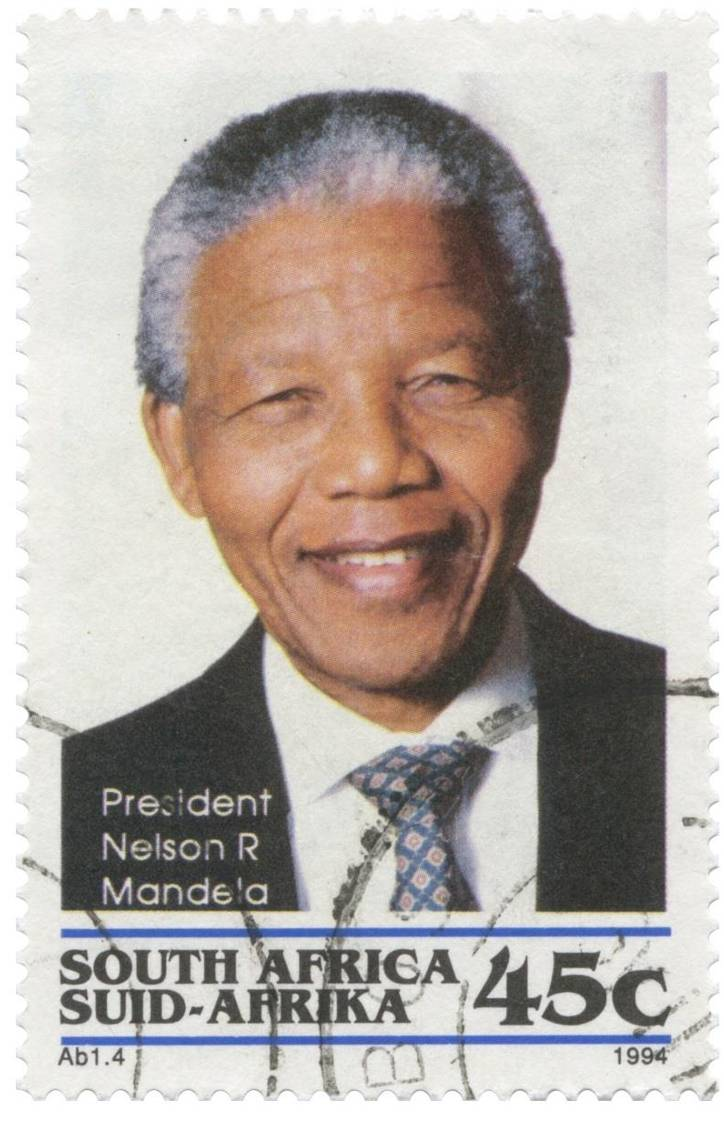 President
Nelson R
Mandela
SOUTH AFRICA
SUID-AFRIKA
45c
Ab1.4
1994